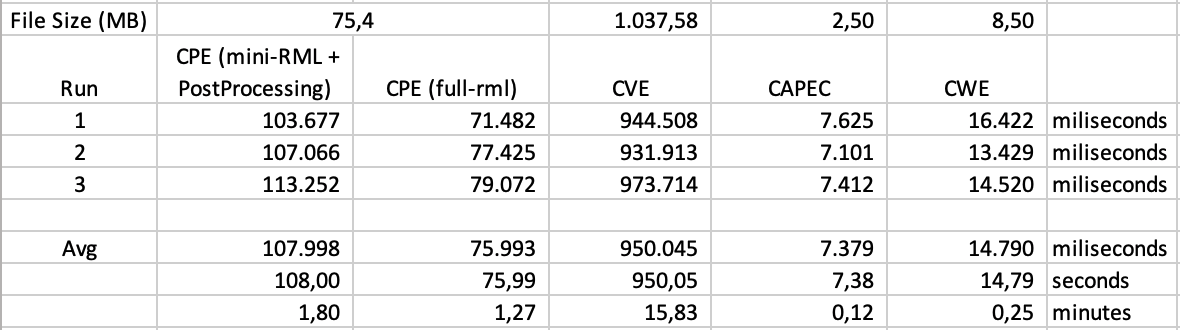 File Size (MB) 75,4 1.037,58 2,50 8,50
CPE (mini-RML +
Run PostProcessing) CPE (full-rml) CVE CAPEC CWE
1 103.677 71.482 944.508 7.625 16.422 miliseconds
2 107.066 77.425 931.913 7.101 13.429 miliseconds
3 113.252 79.072 973.714 7.412 14.520 miliseconds
Avg 107.998 75.993 950.045 7.379 14.790 miliseconds
108,00 75,99 950,05 7,38 14,79 seconds
1,80 1,27 15,83 0,12 0,25 minutes